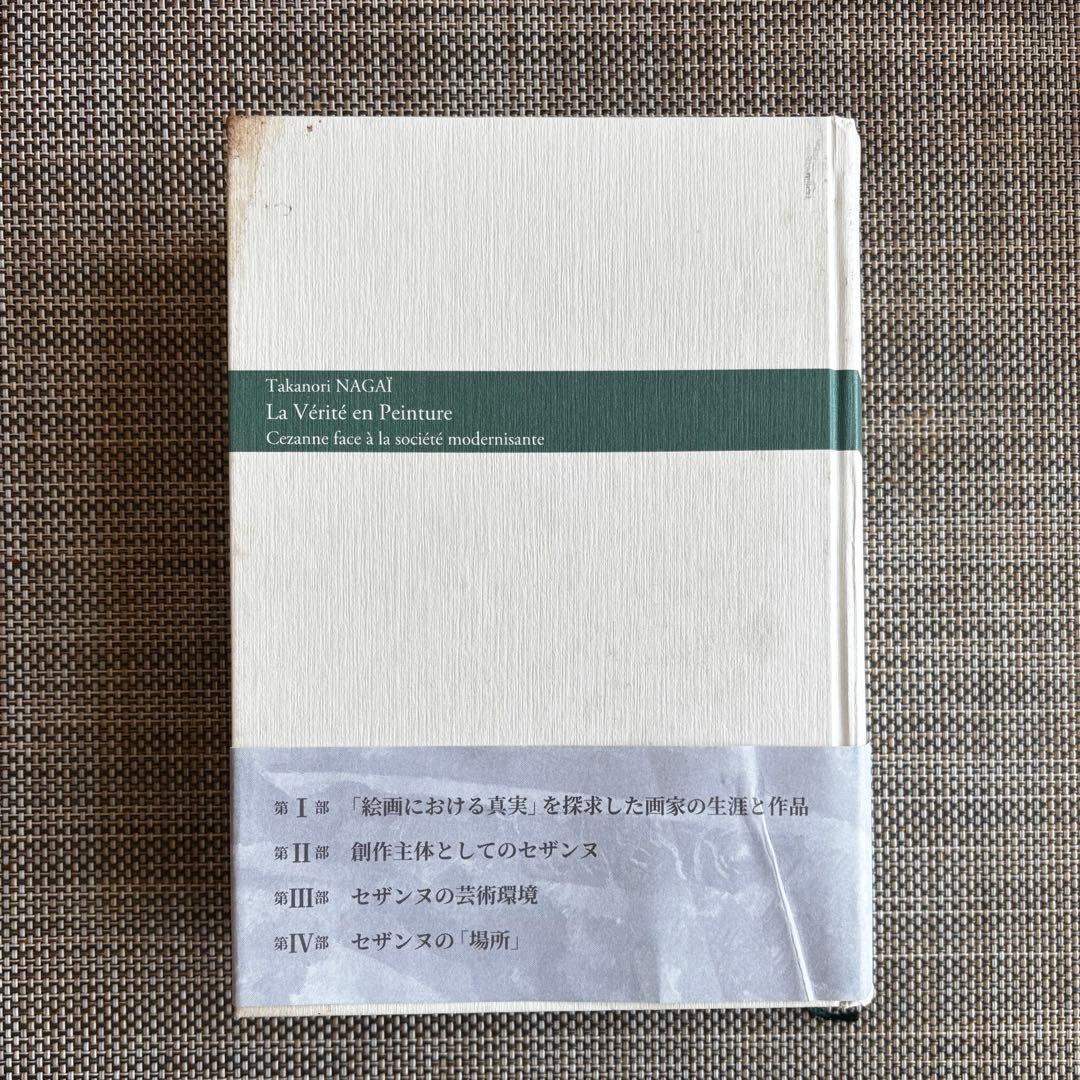 Takanori NAGAÏ
La Vérité en Peinture
Cezanne face à la société modernisante
第Ⅰ部 「絵画における真実」を探求した画家の生涯と作品
第Ⅱ部 創作主体としてのセザンヌ
第Ⅲ部 セザンヌの芸術環境
第Ⅳ部 セザンヌの「場所」